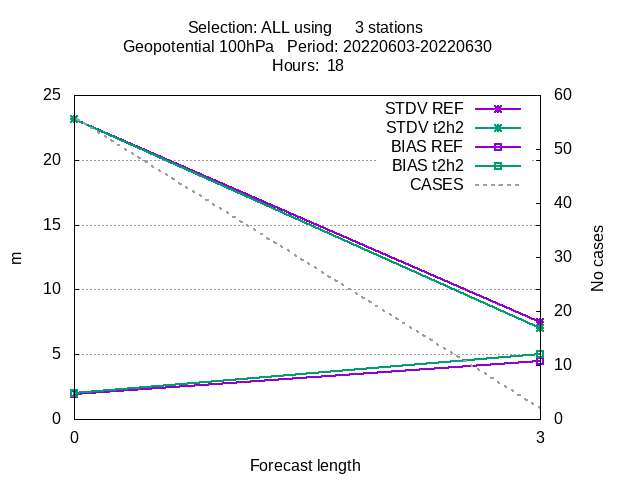 Selection: ALL using 3 stations
Geopotential 100hPa Period: 20220603-20220630
Hours: 18
25
20
15
10
5
0
m
STDV REF
STDV t2h2
BIAS REF
BIAS t2h2
CASES
60
50
40
30
20
10
0
No cases
0 3
Forecast length